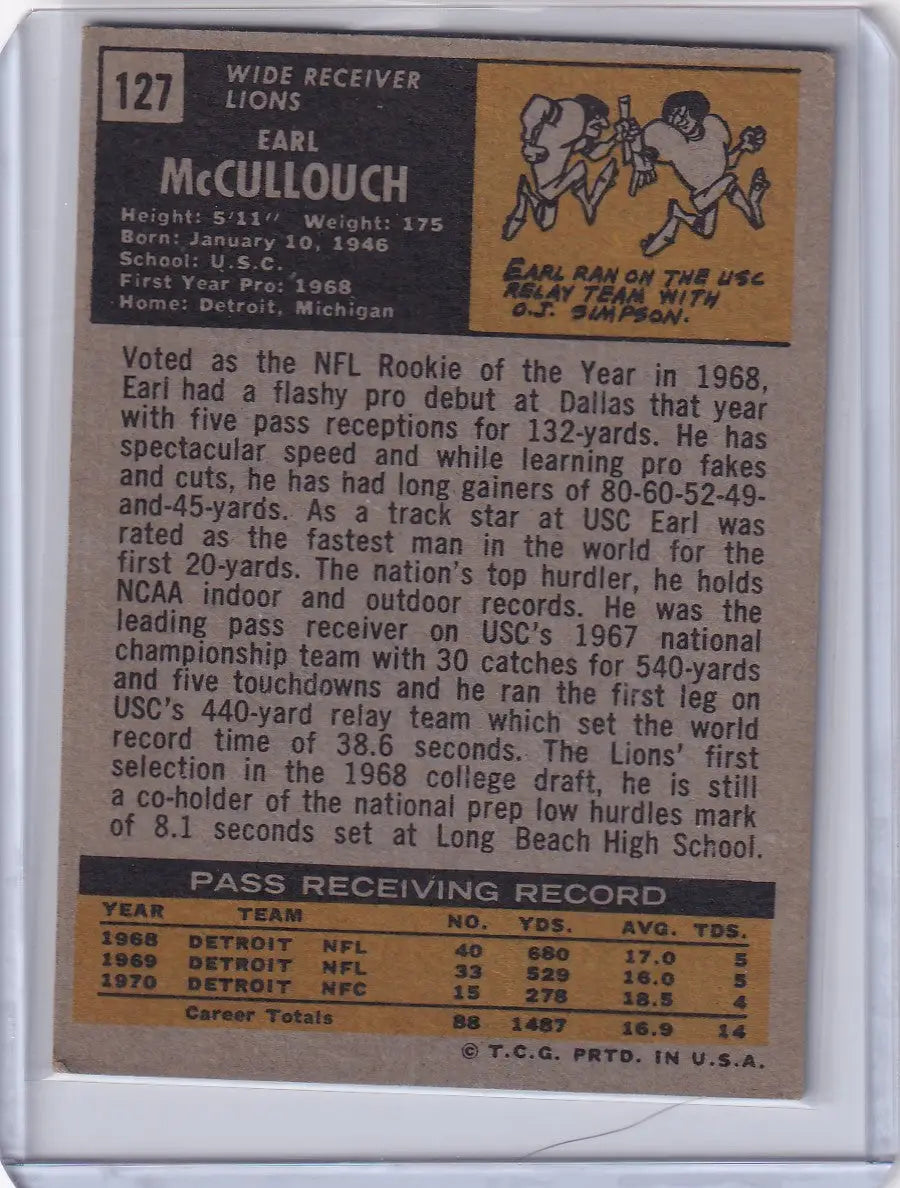 127
WIDE RECEIVER
LIONS
EARL
McCULLOUCH
Height: 5'11" Weight: 175
Born: January 10, 1946
School: U.S.C.
First Year Pro: 1968
Home: Detroit, Michigan
EARL RAN ON THE USC
RELAY TEAM WITH
O.J. SIMPSON.
Voted as the NFL Rookie of the Year in 1968,
Earl had a flashy pro debut at Dallas that year
with five pass receptions for 132-yards. He has
spectacular speed and while learning pro fakes
and cuts, he has had long gainers of 80-60-52-49-
and-45-yards. As a track star at USC Earl was
rated as the fastest man in the world for the
first 20-yards. The nation's top hurdler, he holds
NCAA indoor and outdoor records. He was the
leading pass receiver on USC's 1967 national
championship team with 30 catches for 540-yards
and five touchdowns and he ran the first leg on
USC's 440-yard relay team which set the world
record time of 38.6 seconds. The Lions' first
selection in the 1968 college draft, he is still
a co-holder of the national prep low hurdles mark
of 8.1 seconds set at Long Beach High School.
PASS RECEIVING RECORD
YEAR TEAM NO. YDS. AVG. TDS.
1968 DETROIT NFL 40 680 17.0 5
1969 DETROIT NFL 33 529 16.0 5
1970 DETROIT NFC 15 278 18.5 4
Career Totals 88 1487 16.9 14
© T.C.G. PRTD. IN U.S.A.